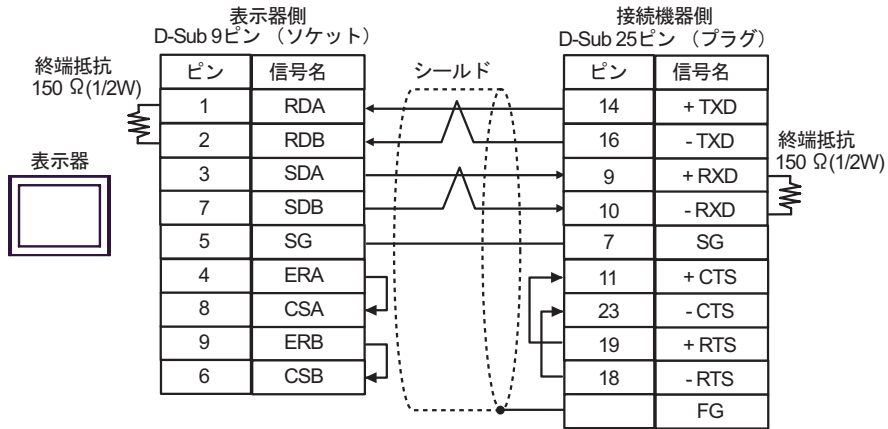 表示器側
D-Sub 9ピン （ソケット）
接続機器側
D-Sub 25ピン （プラグ）
終端抵抗
150 Ω(1/2W)
シールド
ピン 信号名
1 RDA
2 RDB
3 SDA
7 SDB
5 SG
4 ERA
8 CSA
9 ERB
6 CSB
表示器
ピン 信号名
14 + TXD
16 - TXD
9 + RXD
10 - RXD
7 SG
11 + CTS
23 - CTS
19 + RTS
18 - RTS
FG
終端抵抗
150 Ω(1/2W)